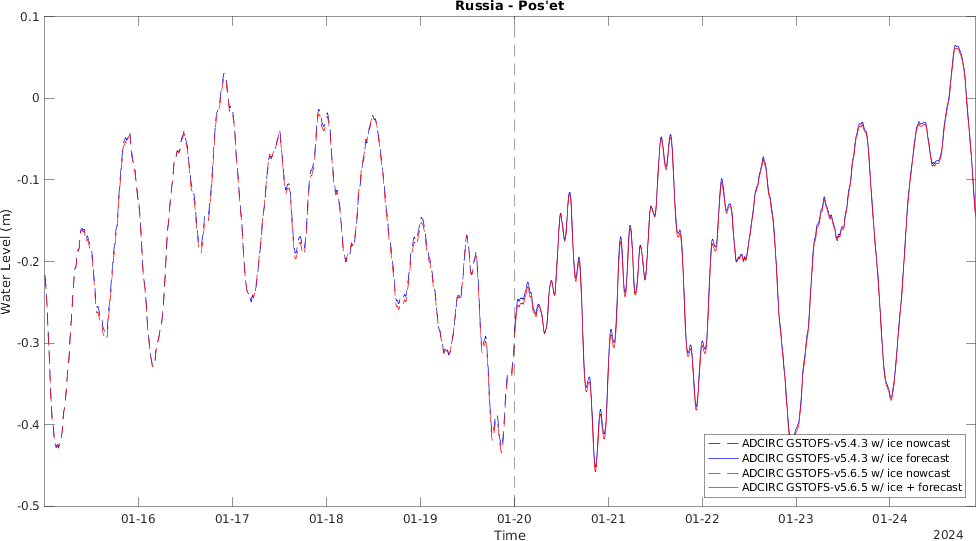 Russia - Pos'et
0.1
0
-0.1
-0.2
-0.3
-0.4
-0.5
Water Level (m)
ADCIRC GSTOFS-v5.4.3 w/ ice nowcast
ADCIRC GSTOFS-v5.4.3 w/ ice forecast
ADCIRC GSTOFS-v5.6.5 w/ ice nowcast
ADCIRC GSTOFS-v5.6.5 w/ ice + forecast
01-16 01-17 01-18 01-19 01-20 01-21 01-22 01-23 01-24
Time
2024